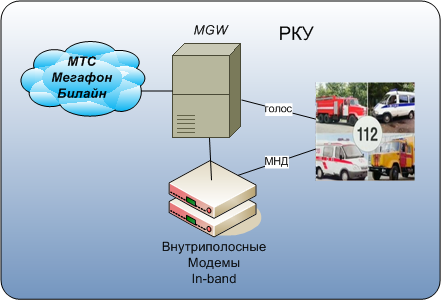 MGW
РКУ
МТС
Мегафон
Билайн
голос
112
МНД
Внутриполосные
Модемы
In-band